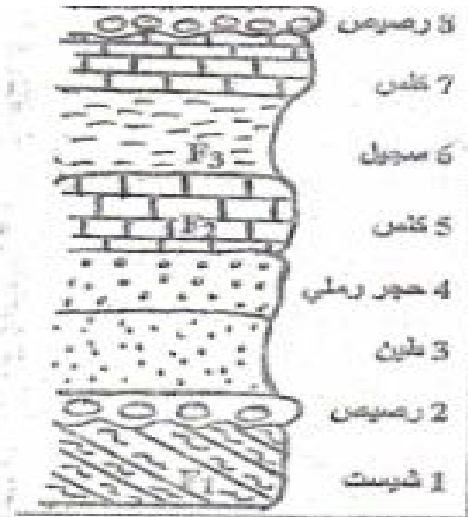 8 رصيص
7 كلس
6 سجيل
F3
5 كلس
F2
4 حجر رملي
3 طين
2 رصيص
1 شيست
F1